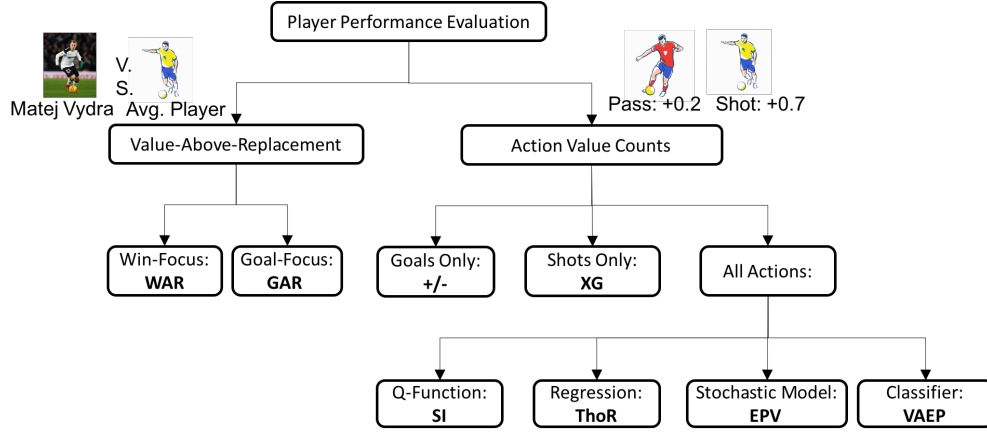 Player Performance Evaluation
V.
S.
Matej Vydra
Avg. Player
Pass: +0.2
Shot: +0.7
Value-Above-Replacement
Action Value Counts
Win-Focus:
WAR
Goal-Focus:
GAR
Goals Only:
+/-
Shots Only:
XG
All Actions:
Q-Function:
SI
Regression:
ThoR
Stochastic Model:
EPV
Classifier:
VAEP